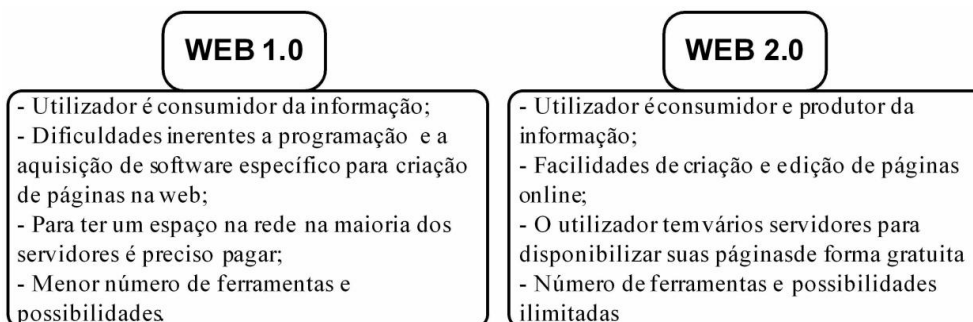 WEB 1.0
- Utilizador é consumidor da informação;
- Dificuldades inerentes a programação e a
aquisição de software específico para criação
de páginas na web;
- Para ter um espaço na rede na maioria dos
servidores é preciso pagar;
- Menor número de ferramentas e
possibilidades.
WEB 2.0
- Utilizador éconsumidor e produtor da
informação;
- Facilidades de criação e edição de páginas
online;
- O utilizador temvários servidores para
disponibilizar suas páginasde forma gratuita
- Número de ferramentas e possibilidades
ilimitadas